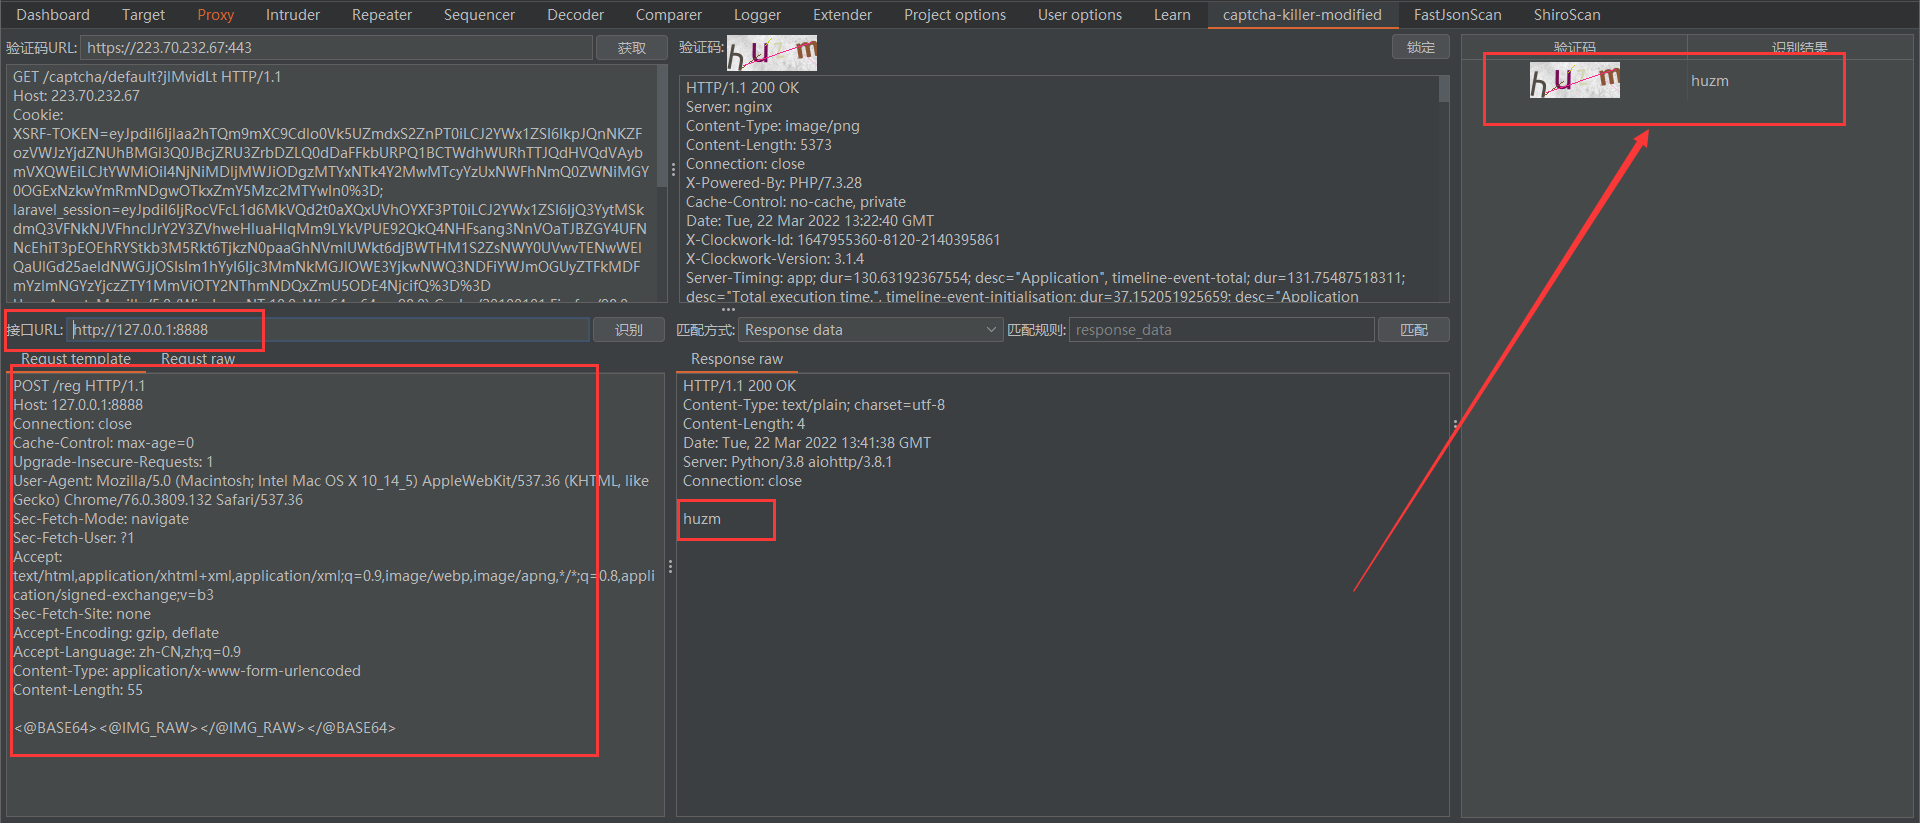 Dashboard Target Proxy Intruder Repeater Sequencer Decoder Comparer Logger Extender Project options User options Learn captcha-killer-modified FastJsonScan ShiroScan
验证码URL: https://223.70.232.67:443 获取
GET /captcha/default?jlMvidLt HTTP/1.1
Host: 223.70.232.67
Cookie:
XSRF-TOKEN=eyJpdiI6IjIaa2hTQm9mXC9Cdlo0Vk5UZmdxS2ZnPT0iLCJ2YWx1ZSI6IkpJQnNKZF
ozVWJzYjdZNUhBMGI3Q0JBcjZRU3ZrbDZLQ0dDaFFkbURPQ1BCTWdhWURhTTJQdHVQdVAyb
mVXQWEiLCJtYWMiOiI4NjNiMDljMWJiODgzMTYxNTk4Y2MwMTcyYzUxNWFhNmQ0ZWNiMGY
0OGExNzkwYmRmNDgwOTkxZmY5Mzc2MTYwIn0%3D;
laravel_session=eyJpdiI6IjRocVFcL1d6MkVQd2t0aXQxUVhOYXF3PT0iLCJ2YWx1ZSI6IjQ3YytMSk
dmQ3VFNkNJVFhnclJrY2Y3ZVhweHluaHlqMm9LYkVPUE92QkQ4NHFsang3NnVOaTJBZGY4UFN
NcEhiT3pEOEhRYStkb3M5Rkt6TjkzN0paaGhNVmlUWkt6djBWTHM1S2ZsNWY0UVwvTENwWEl
QaUlGd25aeldNWGJjOSIsIm1hYyI6Ijc3MmNkMGJlOWE3YjkwNWQ3NDFiYWJmOGUyZTFkMDF
mYzlmNGYzYjczZTY1MmViOTY2NThmNDQxZmU5ODE4NjcifQ%3D%3D
验证码: huzm 锁定
HTTP/1.1 200 OK
Server: nginx
Content-Type: image/png
Content-Length: 5373
Connection: close
X-Powered-By: PHP/7.3.28
Cache-Control: no-cache, private
Date: Tue, 22 Mar 2022 13:22:40 GMT
X-Clockwork-Id: 1647955360-8120-2140395861
X-Clockwork-Version: 3.1.4
Server-Timing: app; dur=130.63192367554; desc="Application", timeline-event-total; dur=131.75487518311;
desc="Total execution time.", timeline-event-initialisation; dur=37.152051925659; desc="Application
验证码 识别结果
huzm huzm
接口URL: http://127.0.0.1:8888 识别
Requst template Requst raw
POST /reg HTTP/1.1
Host: 127.0.0.1:8888
Connection: close
Cache-Control: max-age=0
Upgrade-Insecure-Requests: 1
User-Agent: Mozilla/5.0 (Macintosh; Intel Mac OS X 10_14_5) AppleWebKit/537.36 (KHTML, like
Gecko) Chrome/76.0.3809.132 Safari/537.36
Sec-Fetch-Mode: navigate
Sec-Fetch-User: ?1
Accept:
text/html,application/xhtml+xml,application/xml;q=0.9,image/webp,image/apng,*/*;q=0.8,appli
cation/signed-exchange;v=b3
Sec-Fetch-Site: none
Accept-Encoding: gzip, deflate
Accept-Language: zh-CN,zh;q=0.9
Content-Type: application/x-www-form-urlencoded
Content-Length: 55
<@BASE64><@IMG_RAW></@IMG_RAW></@BASE64>
匹配方式: Response data 匹配规则: response_data 匹配
Response raw
HTTP/1.1 200 OK
Content-Type: text/plain; charset=utf-8
Content-Length: 4
Date: Tue, 22 Mar 2022 13:41:38 GMT
Server: Python/3.8 aiohttp/3.8.1
Connection: close
huzm